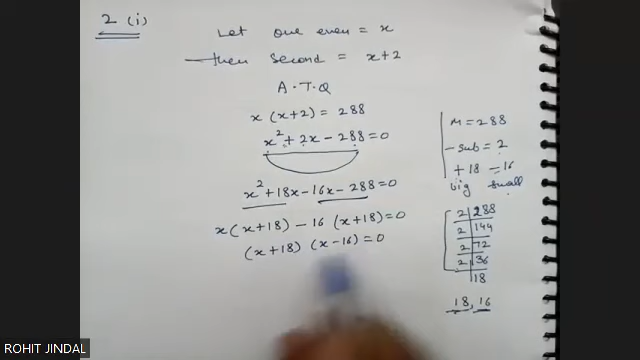 2 (i)
Let one even = x
then second = x+2
A.T.Q
x (x+2) = 288
x² + 2x - 288 = 0
x² + 18x - 16x - 288 = 0
x (x+18) - 16 (x+18) = 0
(x+18) (x-16) = 0
M = 288
- sub = 2
+18 -16
big small
2 288
2 144
2 72
2 36
18
18, 16
ROHIT JINDAL